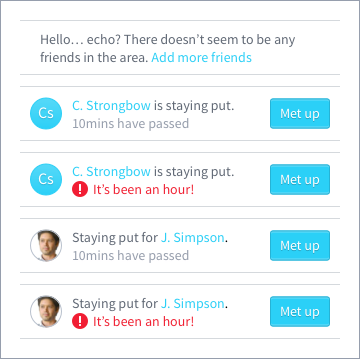 Hello… echo? There doesn’t seem to be any
friends in the area. Add more friends
Cs
C. Strongbow is staying put.
10mins have passed
Met up
Cs
C. Strongbow is staying put.
! It’s been an hour!
Met up
Staying put for J. Simpson.
10mins have passed
Met up
Staying put for J. Simpson.
! It’s been an hour!
Met up